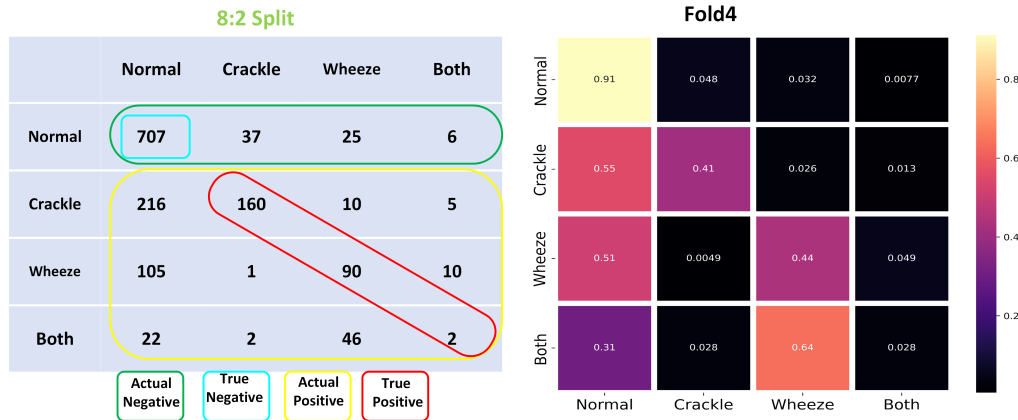 8:2 Split
Normal Crackle Wheeze Both
Normal 707 37 25 6
Crackle 216 160 10 5
Wheeze 105 1 90 10
Both 22 2 46 2
Actual Negative
True Negative
Actual Positive
True Positive
Fold4
Normal 0.91 0.048 0.032 0.0077
Crackle 0.55 0.41 0.026 0.013
Wheeze 0.51 0.0049 0.44 0.049
Both 0.31 0.028 0.64 0.028
Normal Crackle Wheeze Both
0.8
0.6
0.4
0.2